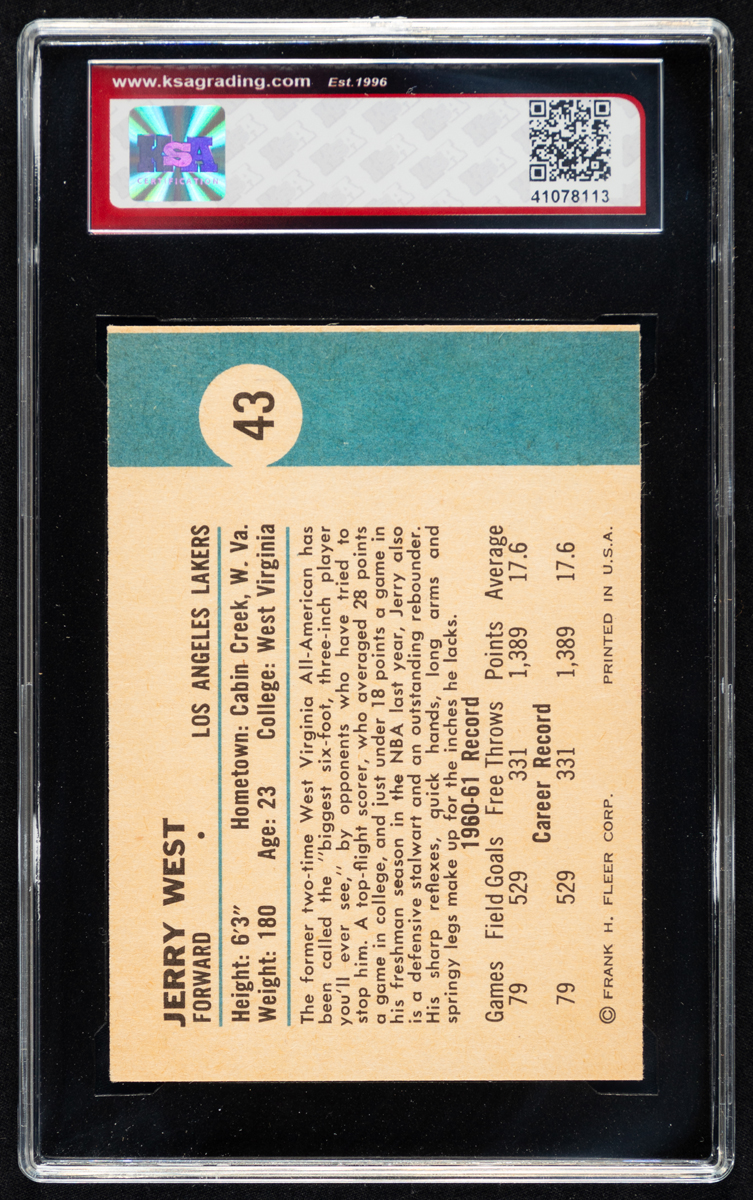 www.ksagrading.com Est.1996
KSA
CERTIFICATION
41078113
43
JERRY WEST
FORWARD • LOS ANGELES LAKERS
Height: 6'3" Hometown: Cabin Creek, W. Va.
Weight: 180 Age: 23 College: West Virginia
The former two-time West Virginia All-American has
been called the "biggest six-foot, three-inch player
you'll ever see," by opponents who have tried to
stop him. A top-flight scorer, who averaged 28 points
a game in college, and just under 18 points a game in
his freshman season in the NBA last year, Jerry also
is a defensive stalwart and an outstanding rebounder.
His sharp reflexes, quick hands, long arms and
springy legs make up for the inches he lacks.
1960-61 Record
Games Field Goals Free Throws Points Average
79 529 331 1,389 17.6
Career Record
79 529 331 1,389 17.6
© FRANK H. FLEER CORP. PRINTED IN U.S.A.